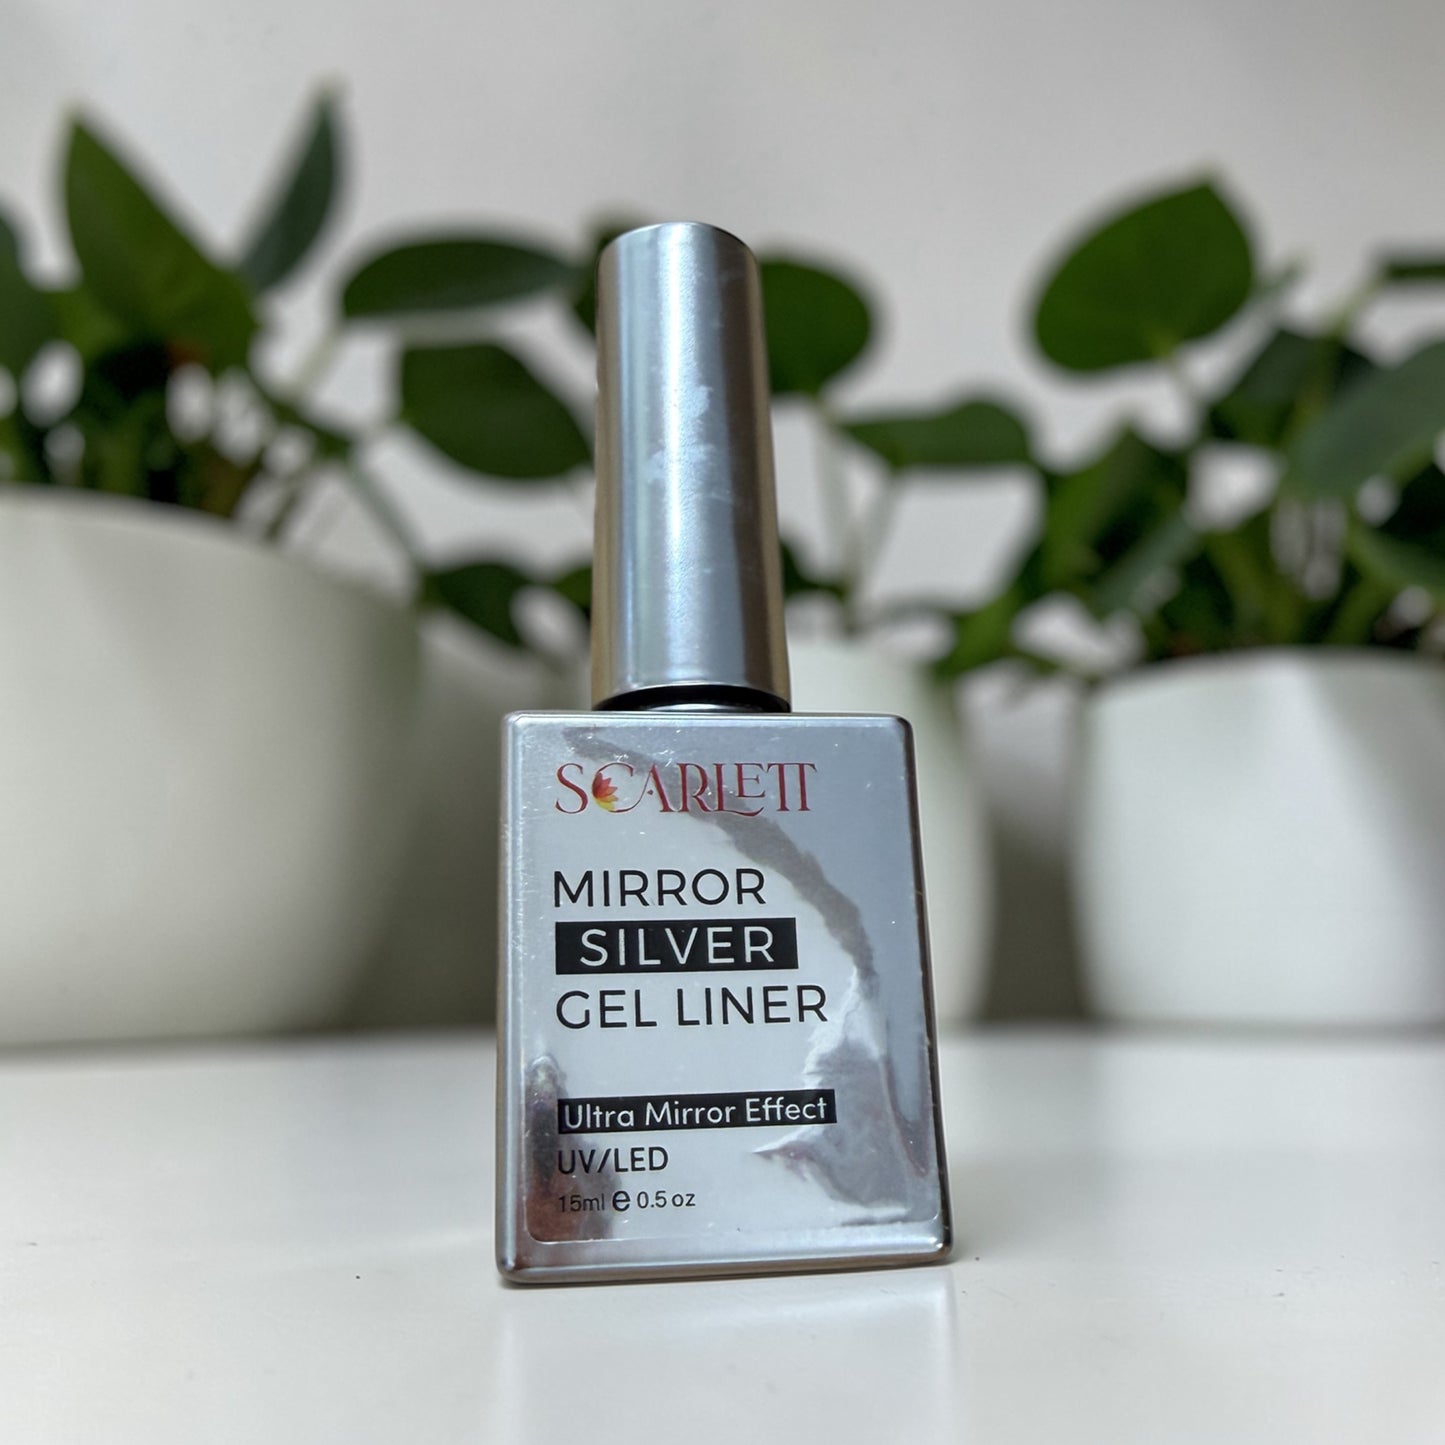 SCARLETT
MIRROR
SILVER
GEL LINER
Ultra Mirror Effect
UV/LED
15ml e 0.5 oz